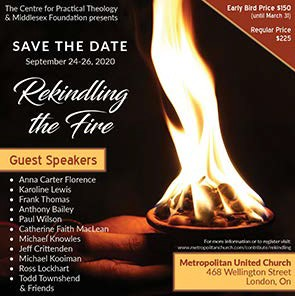 The Centre for Practical Theology
& Middlesex Foundation presents
Early Bird Price $150
(until March 31)
Regular Price
$225
SAVE THE DATE
September 24-26, 2020
Rekindling
the Fire
Guest Speakers
• Anna Carter Florence
• Karoline Lewis
• Frank Thomas
• Anthony Bailey
• Paul Wilson
• Catherine Faith MacLean
• Michael Knowles
• Jeff Crittenden
• Michael Kooiman
• Ross Lockhart
• Todd Townshend
& Friends
For more information or to register visit:
www.metropolitanchurch.com/contribute/rekindling
Metropolitan United Church
468 Wellington Street
London, On